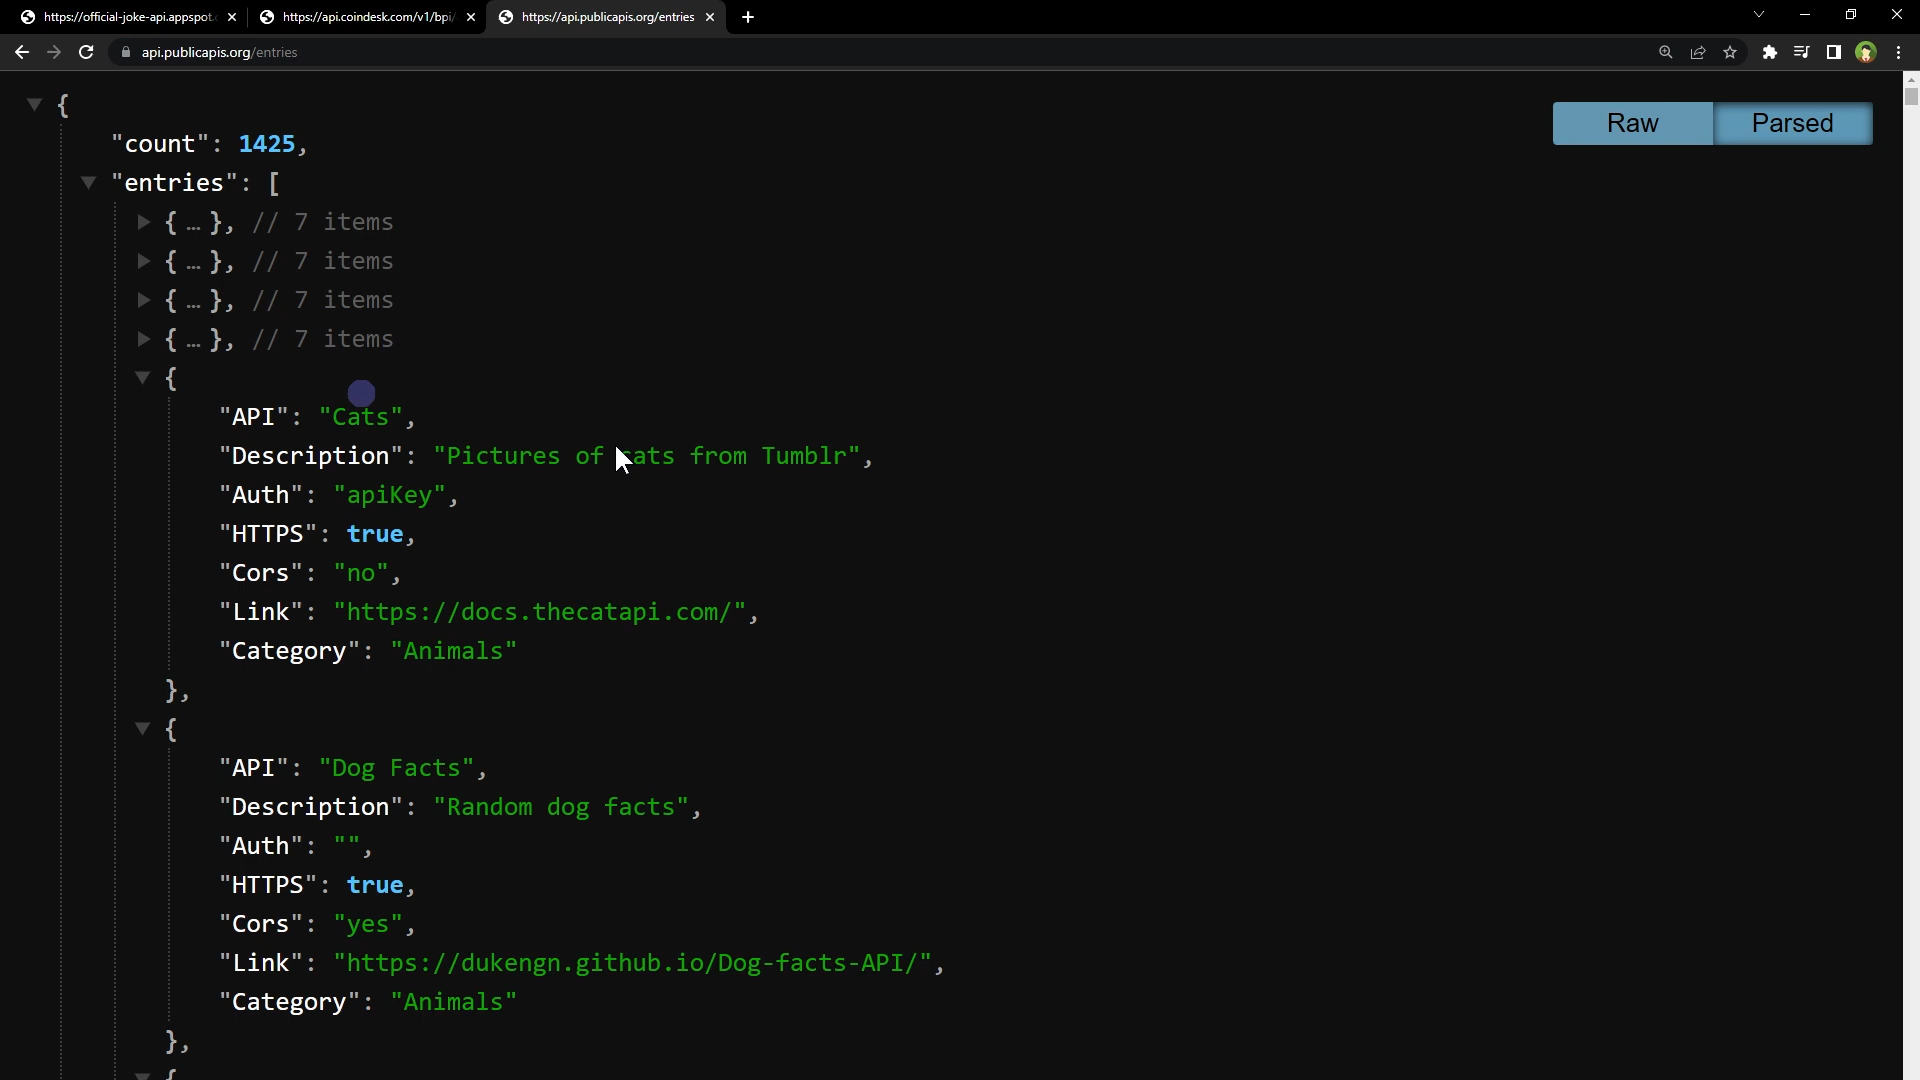 https://official-joke-api.appspot. https://api.coindesk.com/v1/bpi/ https://api.publicapis.org/entries
api.publicapis.org/entries
Raw Parsed
{
"count": 1425,
"entries": [
{ … }, // 7 items
{ … }, // 7 items
{ … }, // 7 items
{ … }, // 7 items
{
"API": "Cats",
"Description": "Pictures of cats from Tumblr",
"Auth": "apiKey",
"HTTPS": true,
"Cors": "no",
"Link": "https://docs.thecatapi.com/",
"Category": "Animals"
},
{
"API": "Dog Facts",
"Description": "Random dog facts",
"Auth": "",
"HTTPS": true,
"Cors": "yes",
"Link": "https://dukengn.github.io/Dog-facts-API/",
"Category": "Animals"
},
{